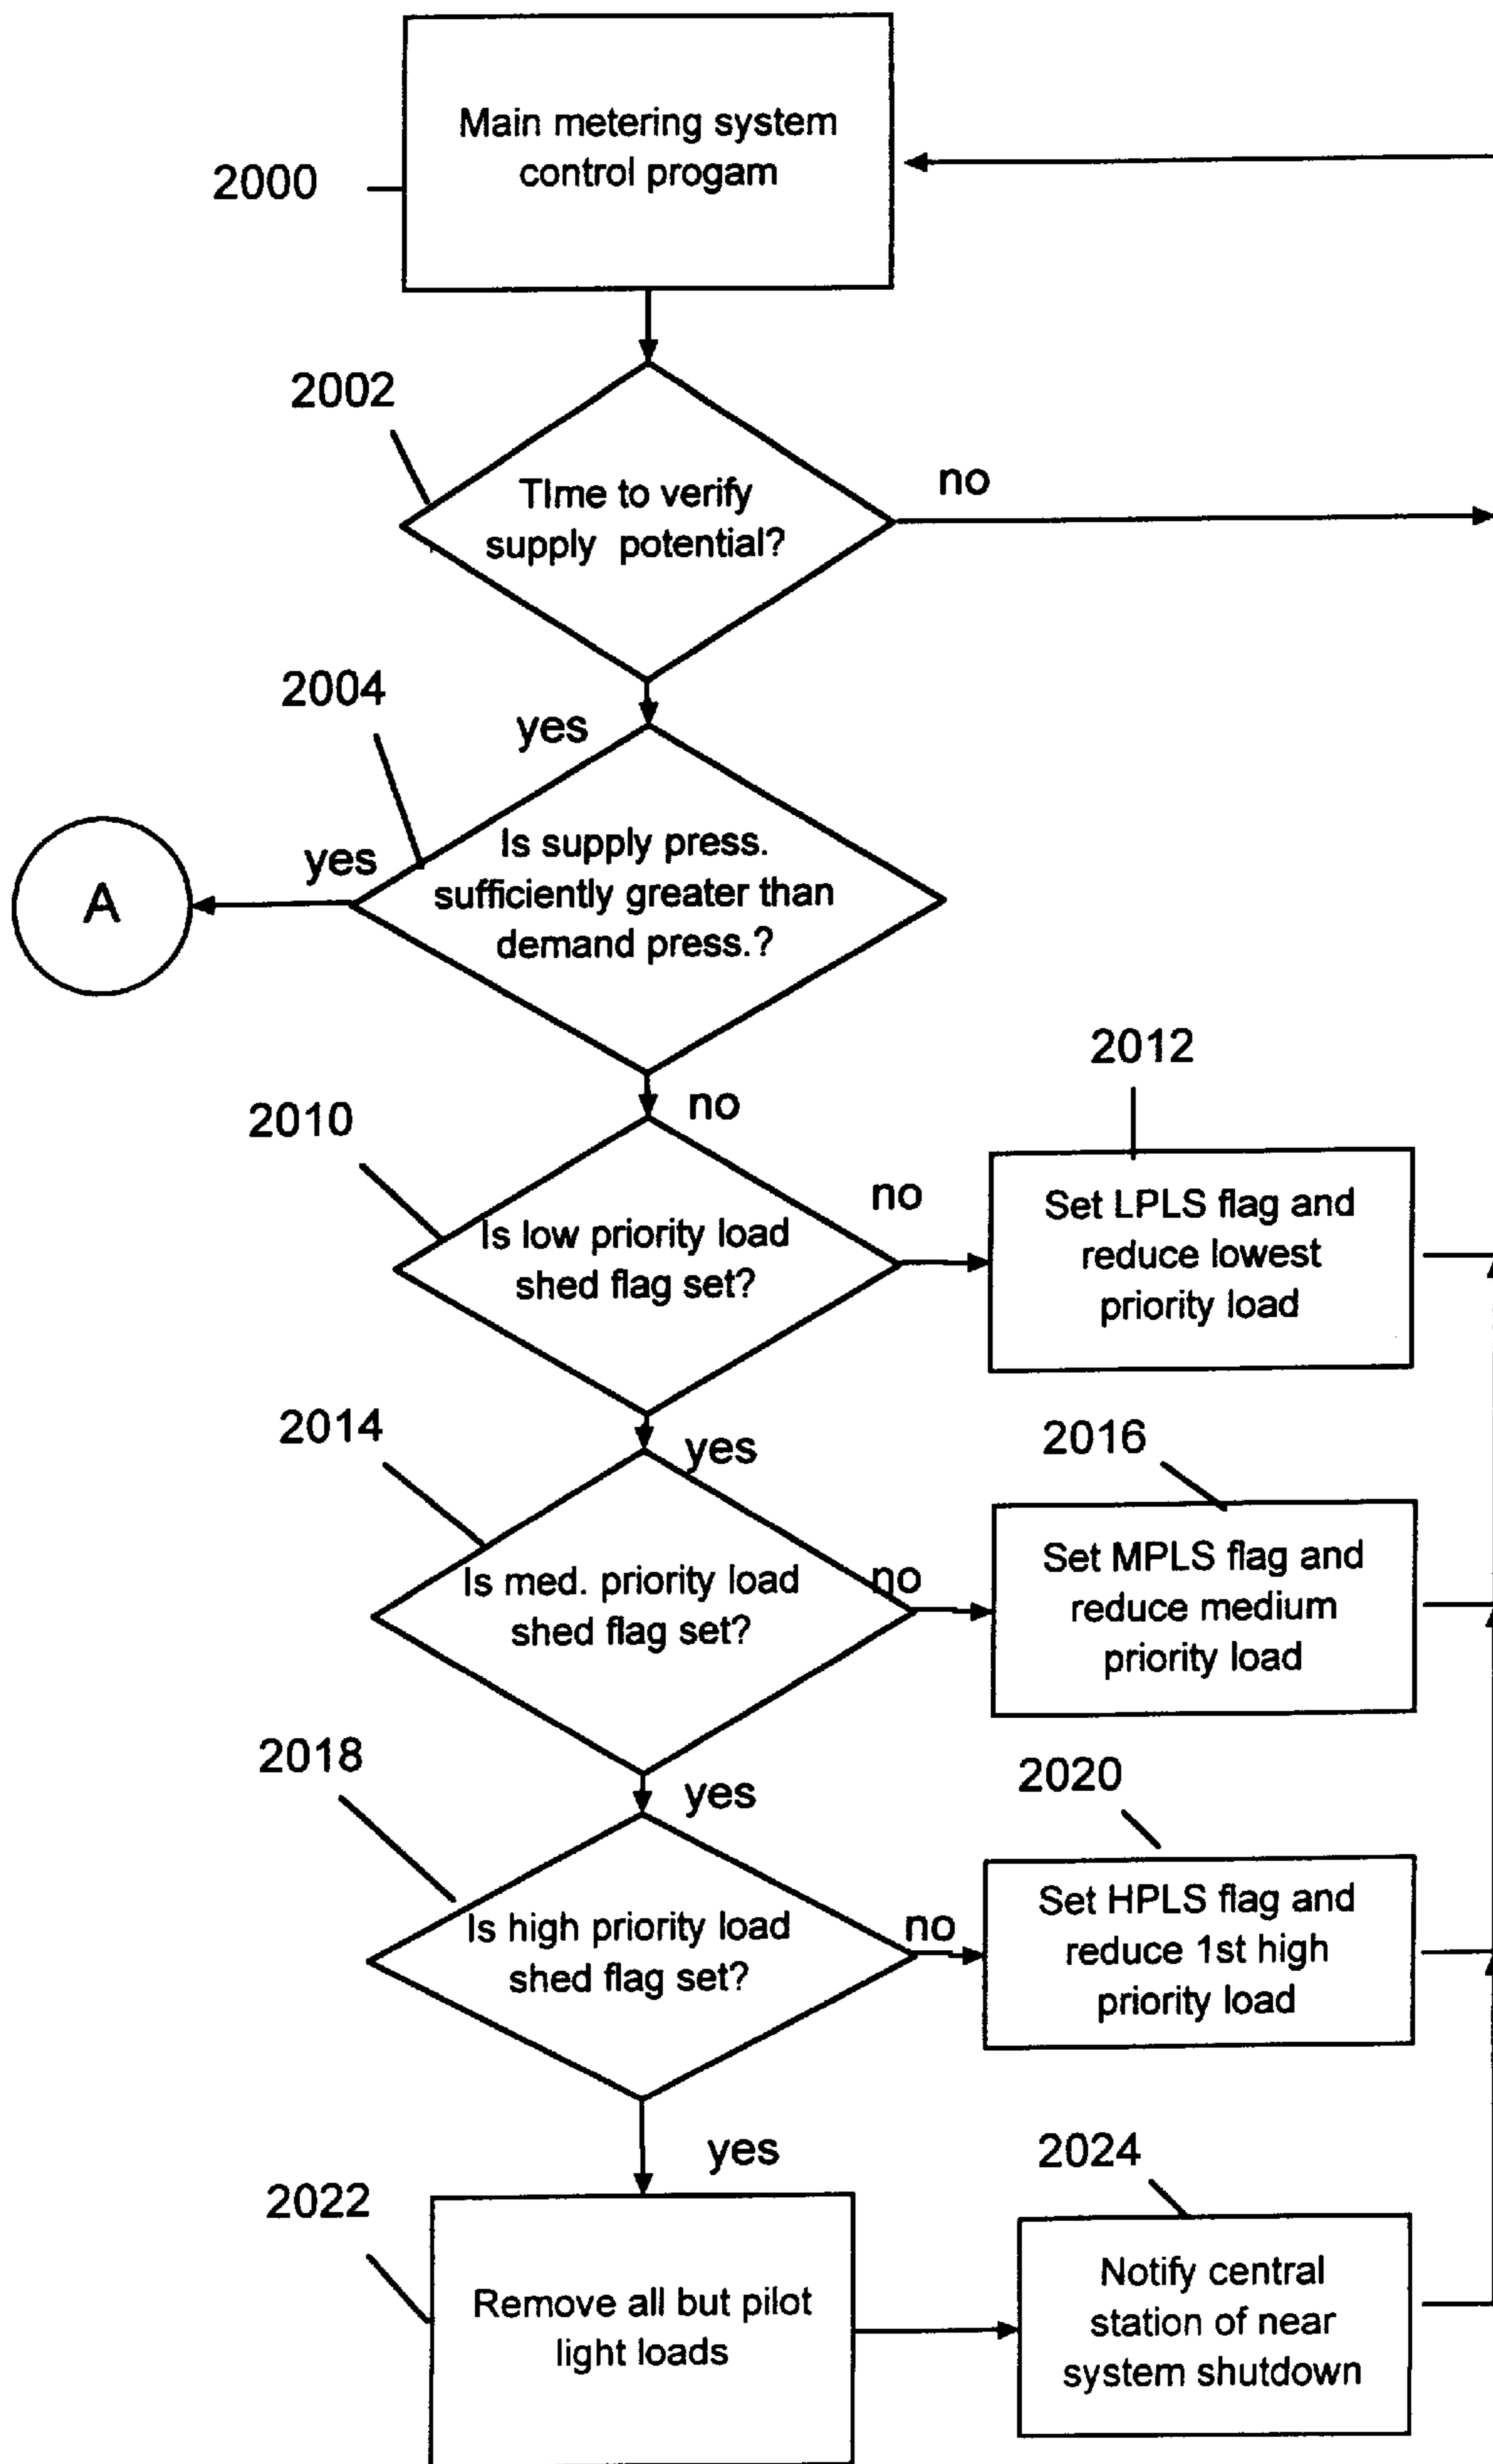 Main metering system
control progam
2000
2002
TIme to verify
supply potential?
no
2004
yes
Is supply press.
sufficiently greater than
demand press.?
yes
A
no
2010
Is low priority load
shed flag set?
no
2012
Set LPLS flag and
reduce lowest
priority load
yes
2014
Is med. priority load
shed flag set?
no
2016
Set MPLS flag and
reduce medium
priority load
yes
2018
Is high priority load
shed flag set?
no
2020
Set HPLS flag and
reduce 1st high
priority load
yes
2022
Remove all but pilot
light loads
2024
Notify central
station of near
system shutdown